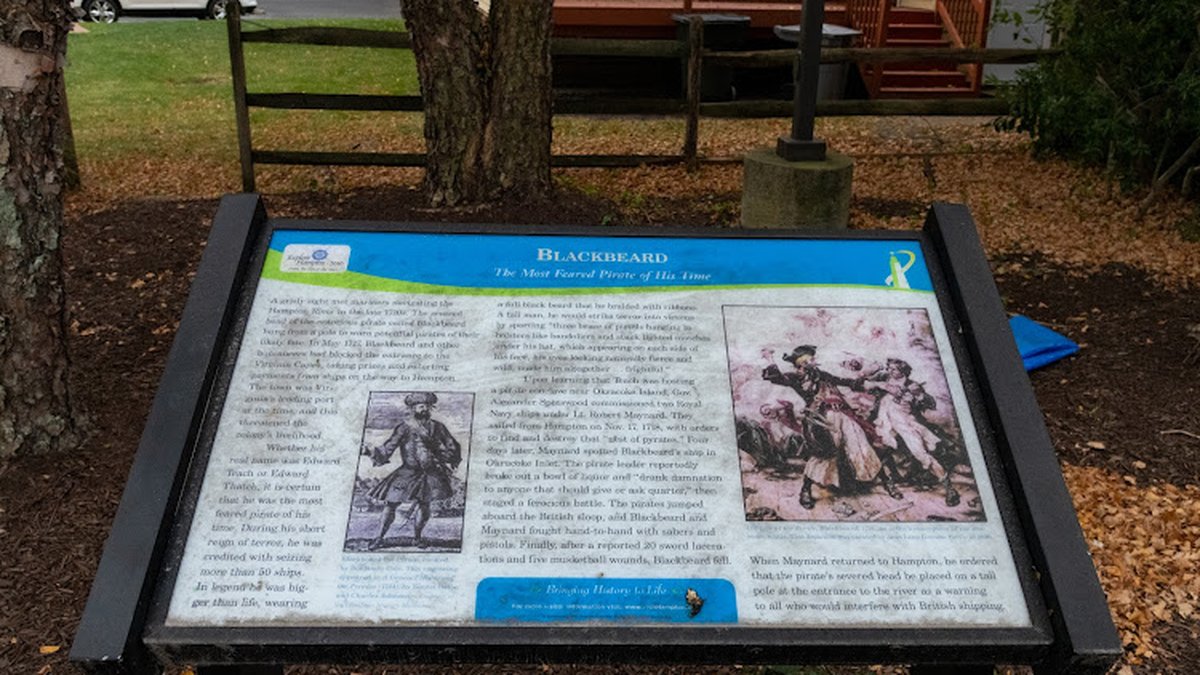 BLACKBEARD
The Most Feared Pirate of His Time
A grisly sight met mariners navigating the
Hampton River in the late 1700s. The severed
head of the notorious pirate named Blackbeard
hung from a pole to warn potential pirates of their
likely fate. In May 1717, Blackbeard and other
buccaneers had blocked the entrance to the
Virginia Capes, taking prizes and
from ships on the way to Hampton.
The town was Vir-
ginia's leading port
at the time, and this
threatened the
colony's livelihood.
Whether his
real name was Edward
Teach or Edward
Thatch, it is certain
that he was the most
feared pirate of his
time. During his short
reign of terror, he was
credited with seizing
more than 50 ships.
In legend he was big-
ger than life, wearing
a full black beard that he braided with ribbons.
A tall man, he would strike terror into victims
by sporting "three brace of pistols hanging in
holsters like bandoliers and stuck lighted matches
under his hat, which appearing on each side of
his face, his eyes looking naturally fierce and
wild, made him altogether frightful."
Upon learning that Teach was hosting
a pirate conclave near Okracoke Island, Gov.
Alexander Spotswood commissioned two Royal
Navy ships under Lt. Robert Maynard. They
sailed from Hampton on Nov. 17, 1718, with orders
to find and destroy that "nest of pyrates." Four
days later, Maynard spotted Blackbeard's ship in
Okracoke Inlet. The pirate leader reportedly
broke out a bowl of liquor and "drank damnation
to anyone that should give or ask quarter," then
staged a ferocious battle. The pirates jumped
aboard the British sloop, and Blackbeard and
Maynard fought hand-to-hand with sabers and
pistols. Finally, after a reported 20 sword lacera-
tions and five musketball wounds, Blackbeard fell.
Bringing History to Life
When Maynard returned to Hampton, he ordered
that the pirate's severed head be placed on a tall
pole at the entrance to the river as a warning
to all who would interfere with British shipping.